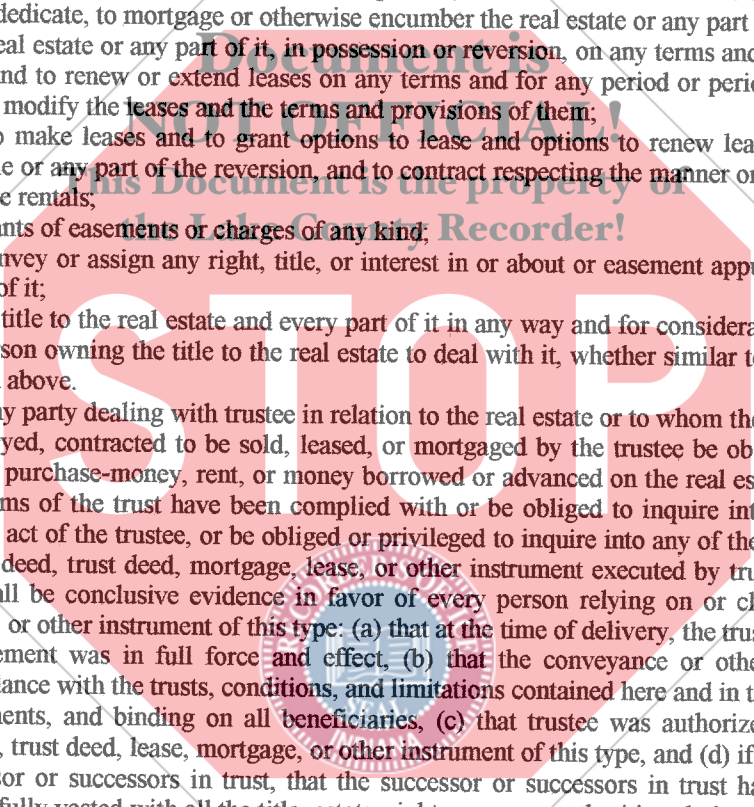 dedicate, to mortgage or otherwise encumber the real estate or any part
eal estate or any part of it, in possession or reversion, on any terms and
Document is
nd to renew or extend leases on any terms and for any period or perio
modify the leases and the terms and provisions of them;
NOT OFFICIAL!
o make leases and to grant options to lease and options to renew lea
e or any part of the reversion, and to contract respecting the manner o
This Document is the property of
e rentals;
the Lake County Recorder!
ants of easements or charges of any kind;
nvey or assign any right, title, or interest in or about or easement appu
of it;
title to the real estate and every part of it in any way and for considera
son owning the title to the real estate to deal with it, whether similar t
above.
STOP
y party dealing with trustee in relation to the real estate or to whom the
yed, contracted to be sold, leased, or mortgaged by the trustee be ob
purchase-money, rent, or money borrowed or advanced on the real es
ms of the trust have been complied with or be obliged to inquire int
act of the trustee, or be obliged or privileged to inquire into any of the
deed, trust deed, mortgage, lease, or other instrument executed by tru
all be conclusive evidence in favor of every person relying on or cl
or other instrument of this type: (a) that at the time of delivery, the trus
ement was in full force and effect, (b) that the conveyance or othe
iance with the trusts, conditions, and limitations contained here and in t
SEAL
ments, and binding on all beneficiaries, (c) that trustee was authorize
INDIANA
, trust deed, lease, mortgage, or other instrument of this type, and (d) if
sor or successors in trust, that the successor or successors in trust ha